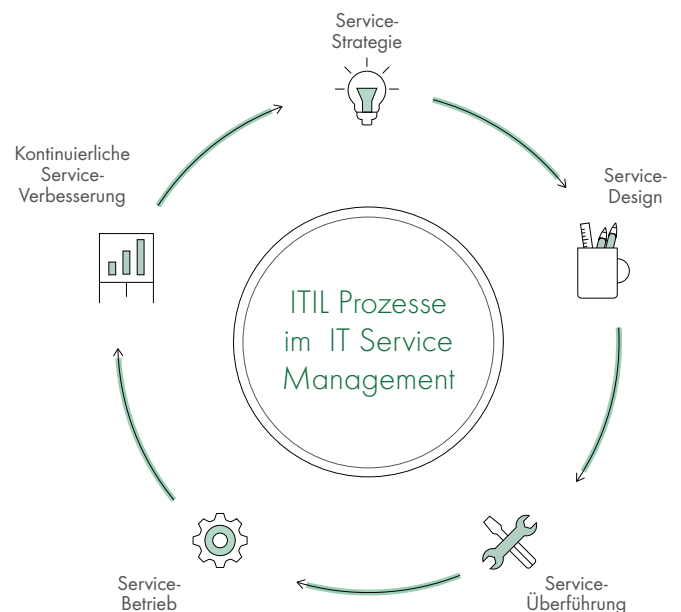 Service-
Strategie
Kontinuierliche
Service-
Verbesserung
Service-
Design
ITIL Prozesse
im IT Service
Management
Service-
Betrieb
Service-
Überführung